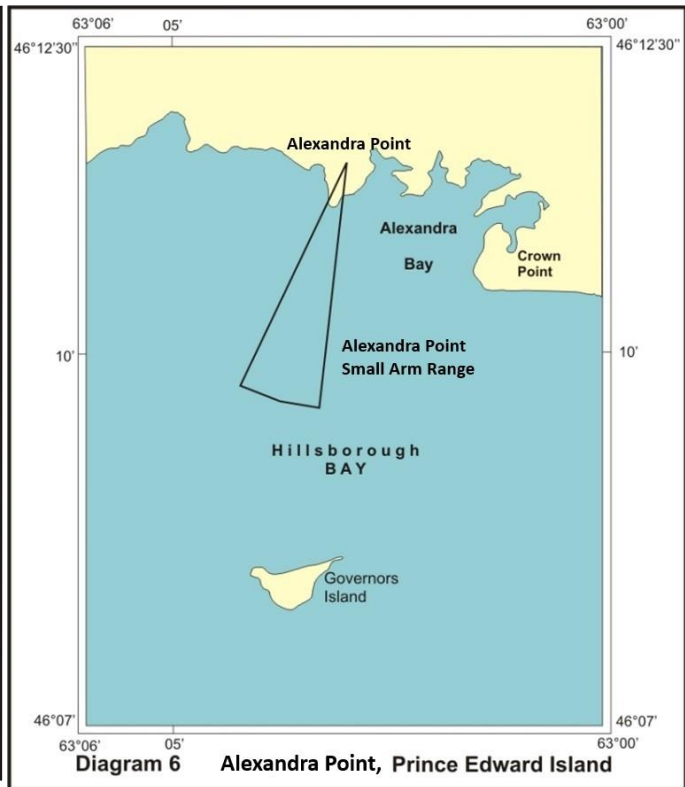 63°06’ 05’ 63°00’
46°12’30” 46°12’30”
Alexandra Point
Alexandra
Bay
Crown
Point
Alexandra Point
Small Arm Range
10’ 10’
Hillsborough
BAY
Governors
Island
46°07’ 46°07’
63°06’ 05’ 63°00’
Diagram 6 Alexandra Point, Prince Edward Island